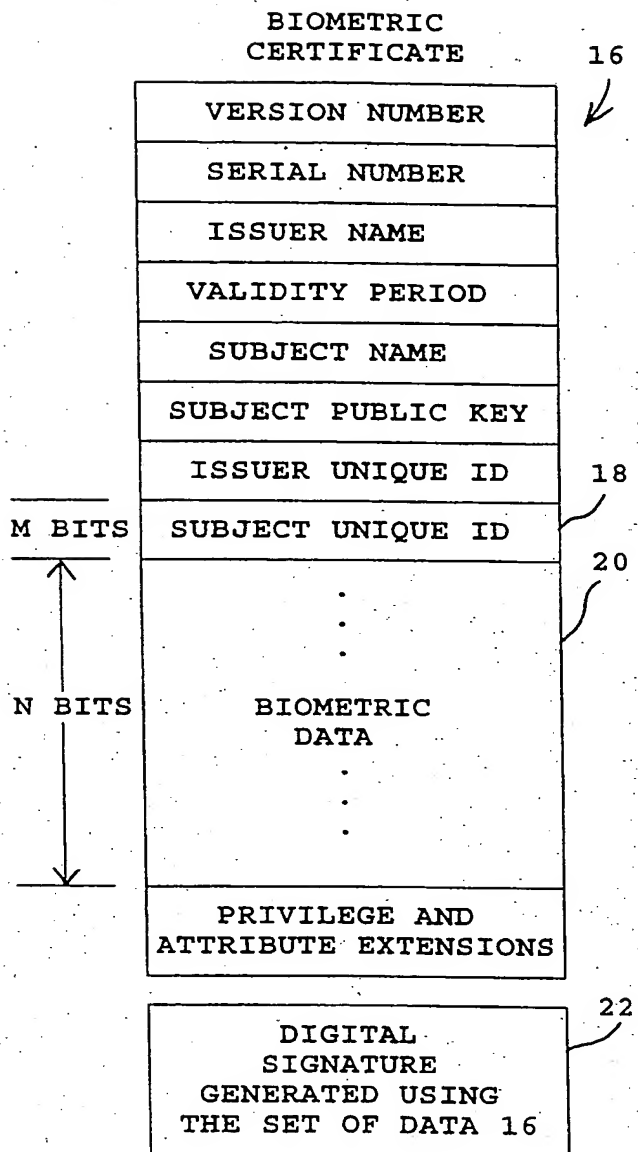 BIOMETRIC
CERTIFICATE
16
VERSION NUMBER
SERIAL NUMBER
ISSUER NAME
VALIDITY PERIOD
SUBJECT NAME
SUBJECT PUBLIC KEY
ISSUER UNIQUE ID
18
M BITS
SUBJECT UNIQUE ID
20
N BITS
BIOMETRIC
DATA
PRIVILEGE AND
ATTRIBUTE EXTENSIONS
22
DIGITAL
SIGNATURE
GENERATED USING
THE SET OF DATA 16